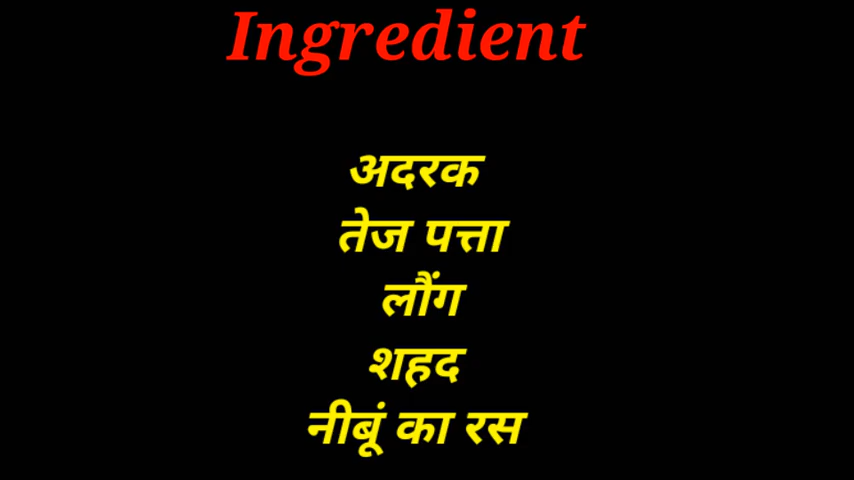 Ingredient
अदरक
तेज पत्ता
लौंग
शहद
नीबूं का रस